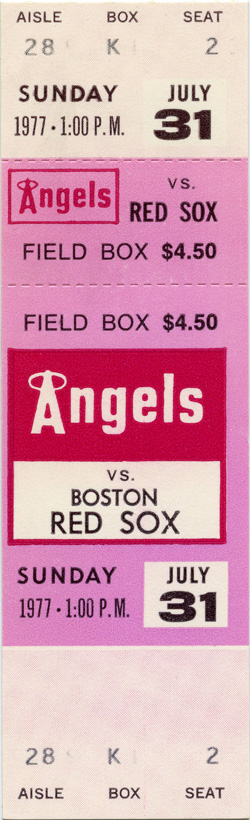 AISLE BOX SEAT
28 K 2
SUNDAY JULY
1977 • 1:00 P.M. 31
Angels VS.
RED SOX
FIELD BOX $4.50
FIELD BOX $4.50
Angels
VS.
BOSTON
RED SOX
SUNDAY JULY
1977 • 1:00 P.M. 31
28 K 2
AISLE BOX SEAT